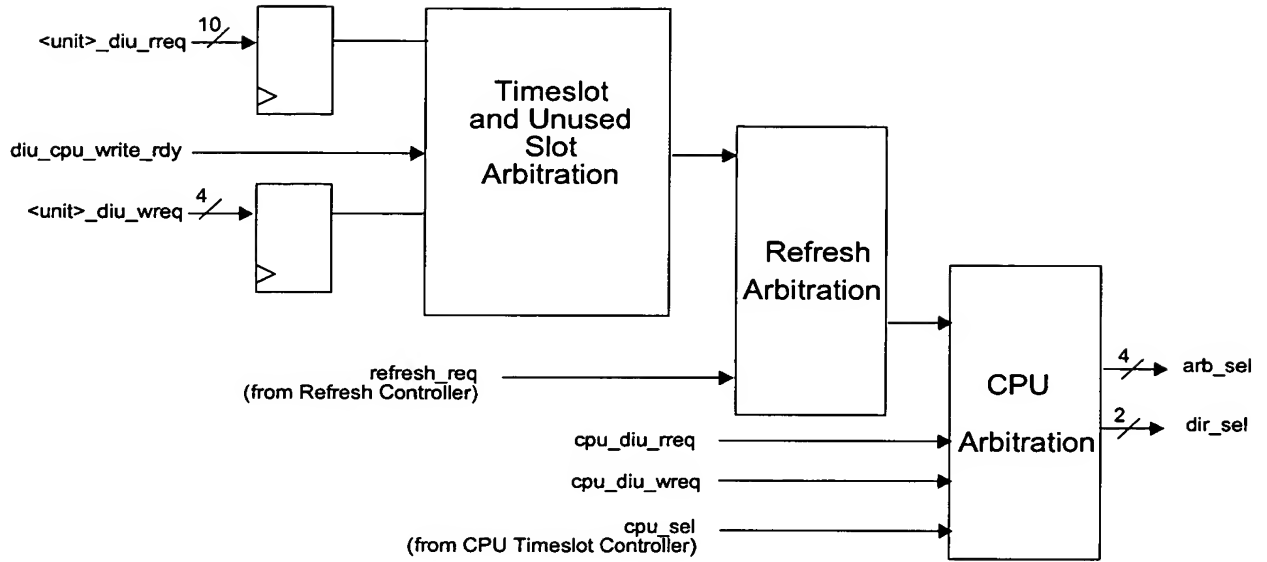 <unit>_diu_rreq
10
diu_cpu_write_rdy
<unit>_diu_wreq
4
Timeslot
and Unused
Slot
Arbitration
Refresh
Arbitration
refresh_req
(from Refresh Controller)
cpu_diu_rreq
cpu_diu_wreq
cpu_sel
(from CPU Timeslot Controller)
CPU
Arbitration
4
arb_sel
2
dir_sel